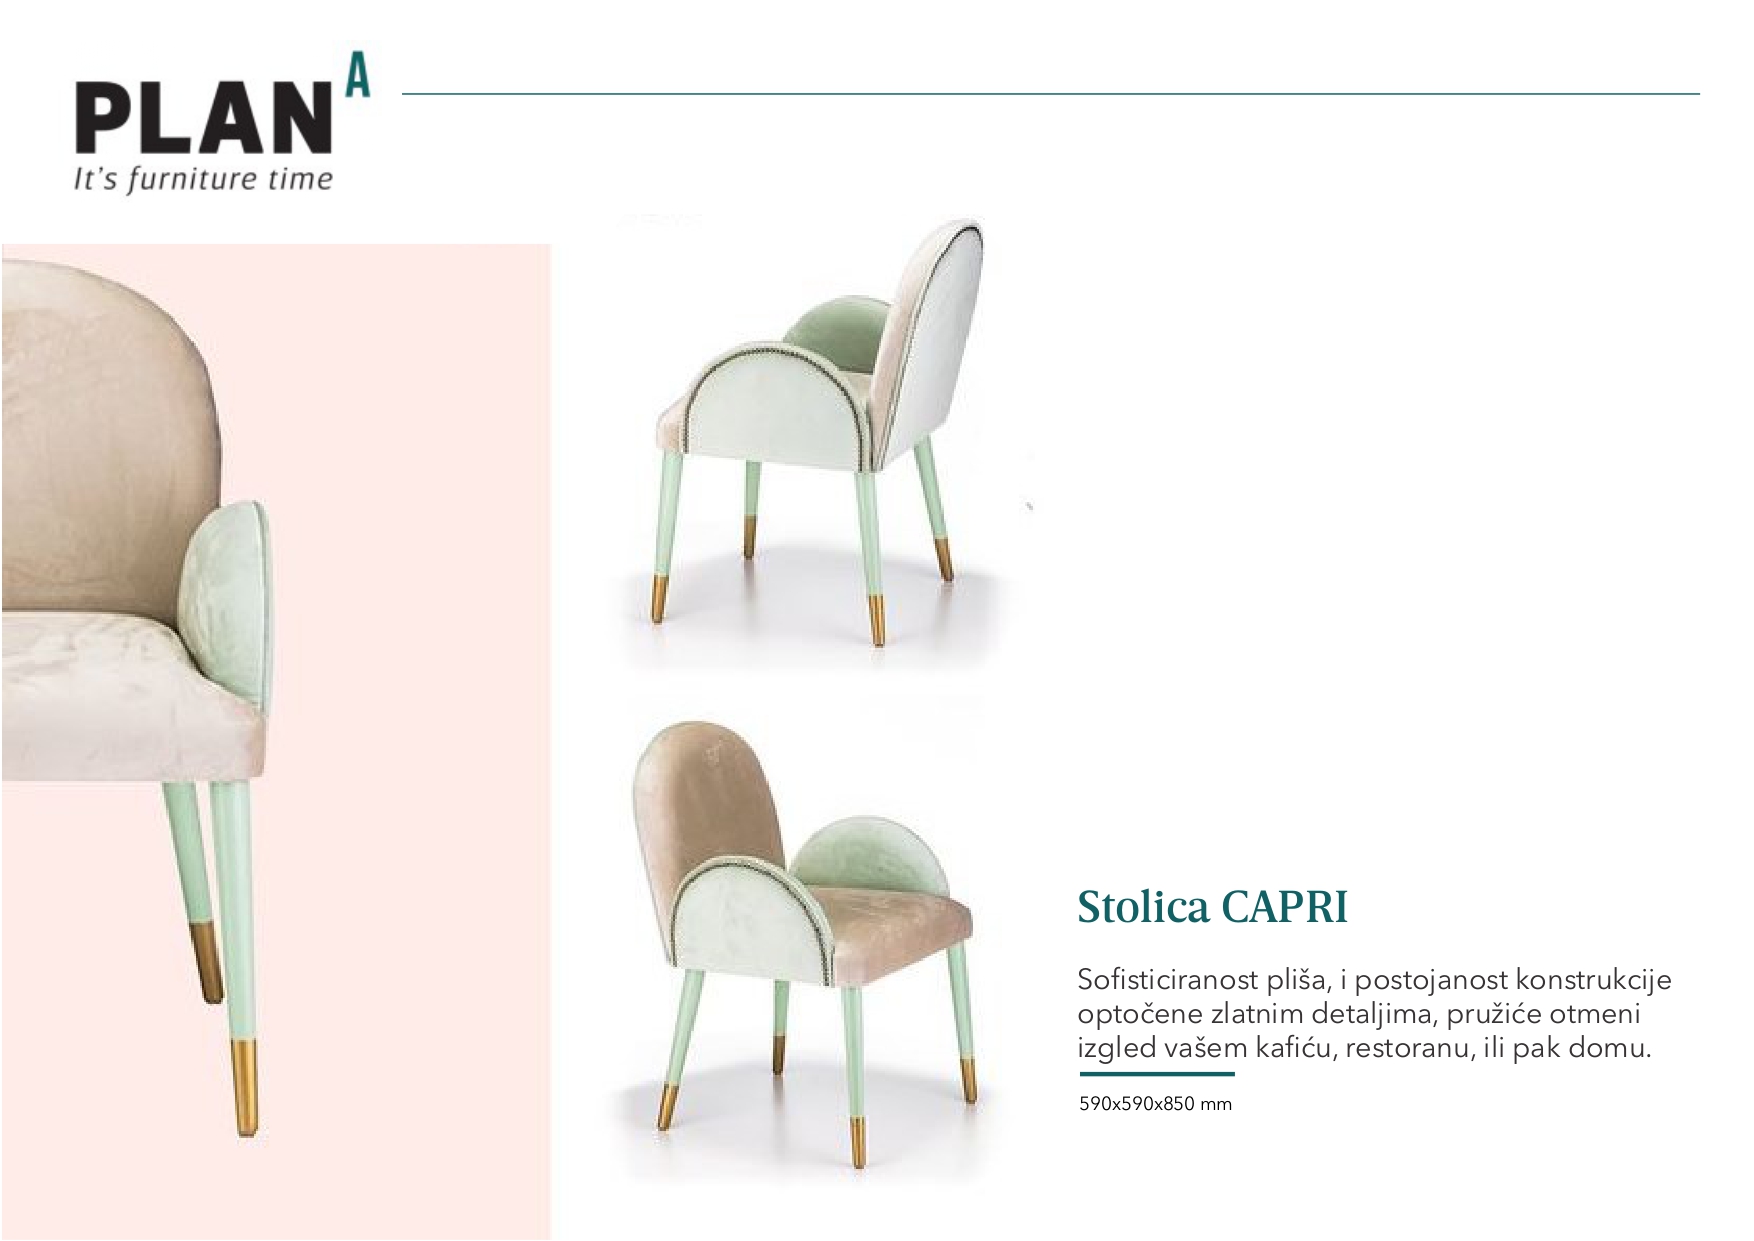 PLAN A
It's furniture time
Stolica CAPRI
Sofisticiranost pliša, i postojanost konstrukcije
optočene zlatnim detaljima, pružiće otmeni
izgled vašem kafiću, restoranu, ili pak domu.
590x590x850 mm